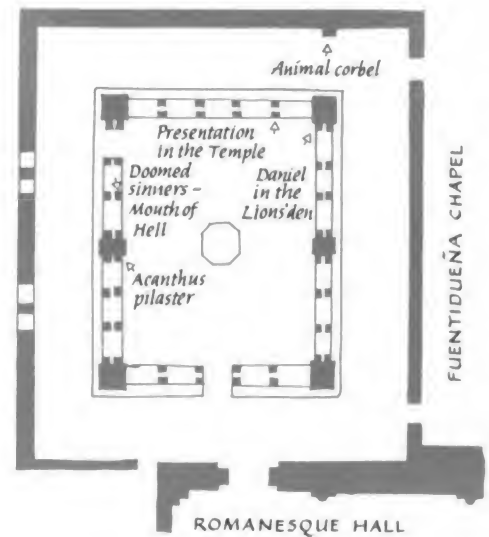 Animal corbel
Presentation
in the Temple
Doomed
sinners –
Mouth of
Hell
Daniel
in the
Lions'den
Acanthus
pilaster
FUENTIDUEÑA CHAPEL
ROMANESQUE HALL